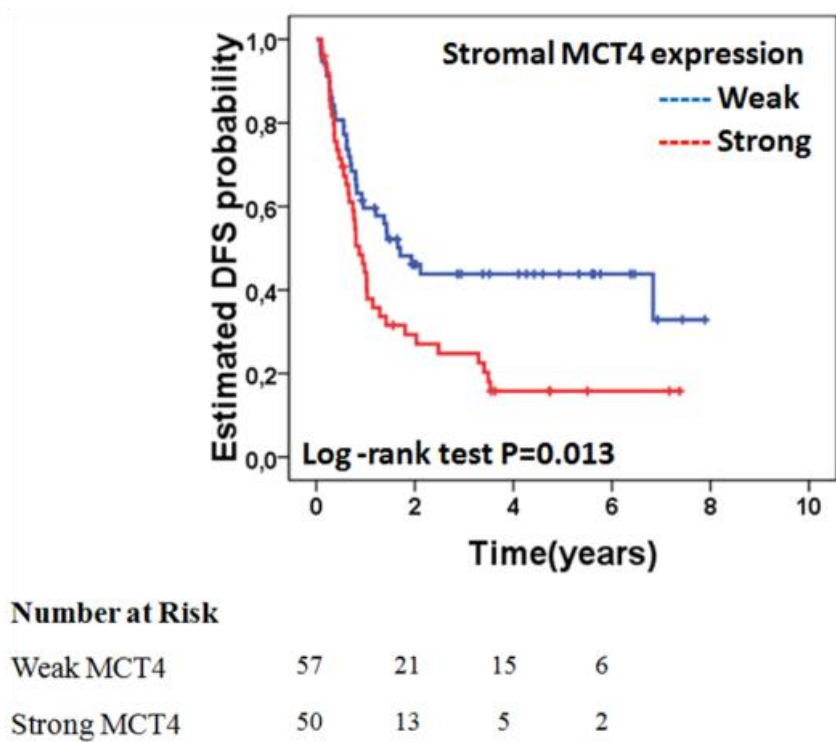 Estimated DFS probability
1,0
0,8
0,6
0,4
0,2
0,0
Stromal MCT4 expression
Weak
Strong
Log -rank test P=0.013
0 2 4 6 8 10
Time(years)
Number at Risk
Weak MCT4 57 21 15 6
Strong MCT4 50 13 5 2